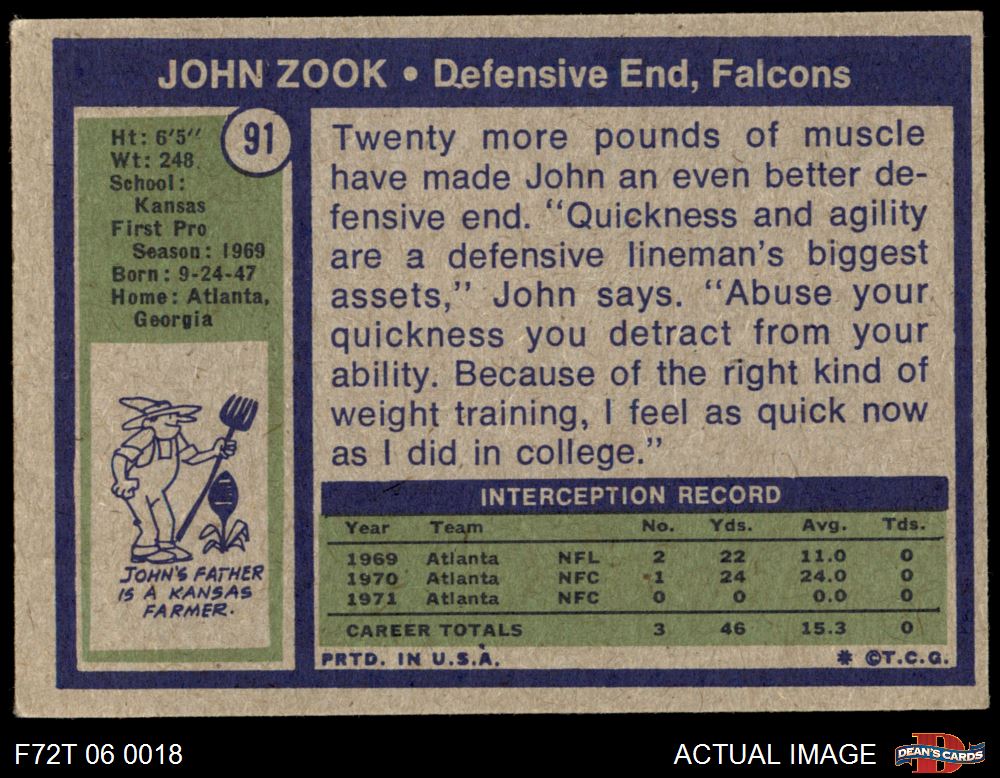 JOHN ZOOK • Defensive End, Falcons
91
Ht: 6'5"
Wt: 248
School:
Kansas
First Pro
Season: 1969
Born: 9-24-47
Home: Atlanta,
Georgia
JOHN'S FATHER
IS A KANSAS
FARMER.
Twenty more pounds of muscle
have made John an even better de-
fensive end. "Quickness and agility
are a defensive lineman's biggest
assets," John says. "Abuse your
quickness you detract from your
ability. Because of the right kind of
weight training, I feel as quick now
as I did in college."
INTERCEPTION RECORD
Year Team No. Yds. Avg. Tds.
1969 Atlanta NFL 2 22 11.0 0
1970 Atlanta NFC 1 24 24.0 0
1971 Atlanta NFC 0 0 0.0 0
CAREER TOTALS 3 46 15.3 0
PRTD. IN U.S.A. * ©T.C.G.
F72T 06 0018 ACTUAL IMAGE D DEAN'S CARDS